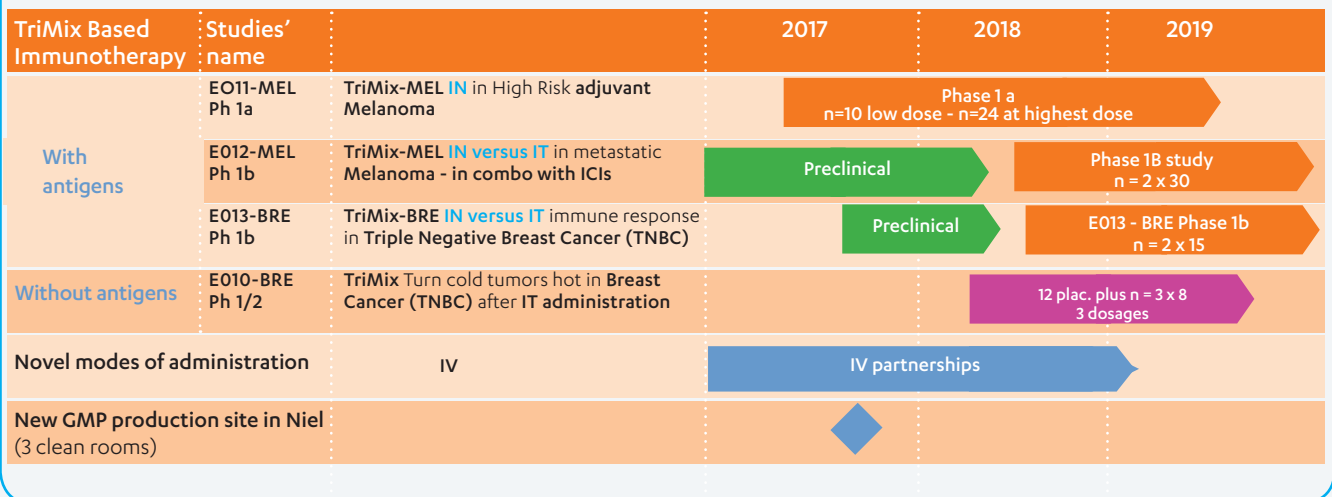 TriMix Based Immunotherapy
Studies' name
2017
2018
2019
With antigens
EO11-MEL
Ph 1a
TriMix-MEL IN in High Risk adjuvant
Melanoma
Phase 1 a
n=10 low dose - n=24 at highest dose
E012-MEL
Ph 1b
TriMix-MEL IN versus IT in metastatic
Melanoma - in combo with ICIs
Preclinical
Phase 1B study
n = 2 x 30
E013-BRE
Ph 1b
TriMix-BRE IN versus IT immune response
in Triple Negative Breast Cancer (TNBC)
Preclinical
E013 - BRE Phase 1b
n = 2 x 15
Without antigens
E010-BRE
Ph 1/2
TriMix Turn cold tumors hot in Breast
Cancer (TNBC) after IT administration
12 plac. plus n = 3 x 8
3 dosages
Novel modes of administration
IV
IV partnerships
New GMP production site in Niel
(3 clean rooms)